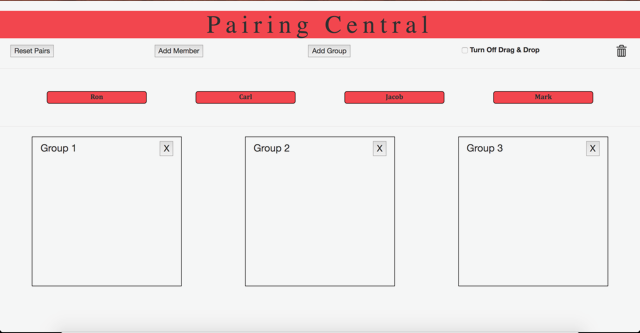 Pairing Central
Reset Pairs Add Member Add Group Turn Off Drag & Drop
Ron Carl Jacob Mark
Group 1 X Group 2 X Group 3 X